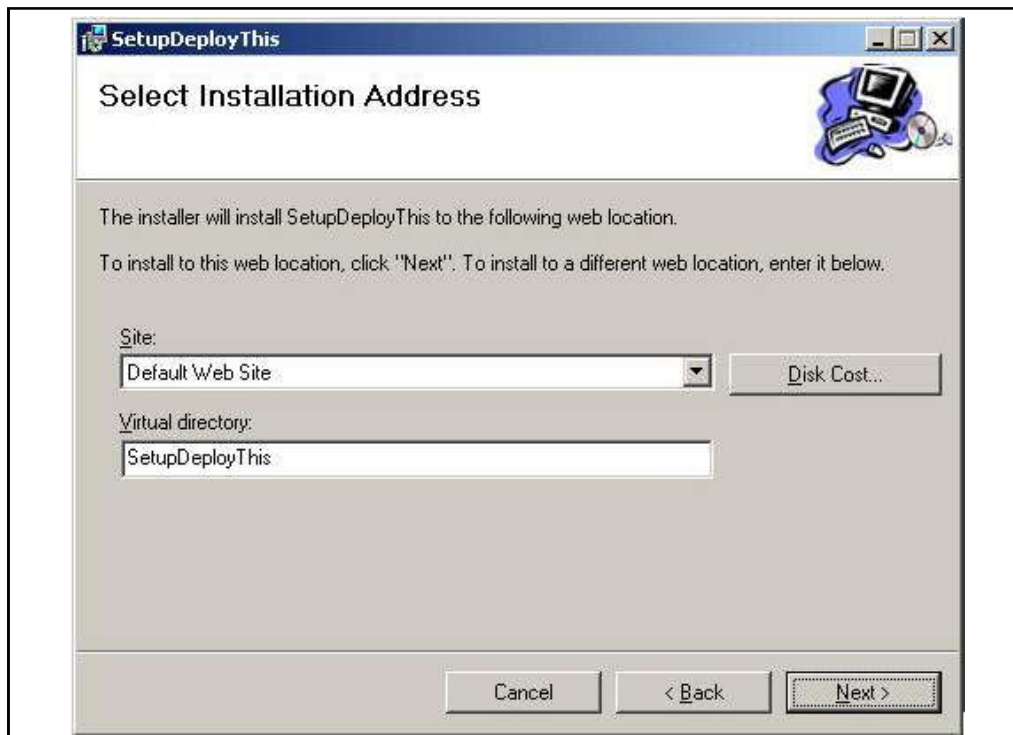 SetupDeployThis
Select Installation Address
The installer will install SetupDeployThis to the following web location.
To install to this web location, click "Next". To install to a different web location, enter it below.
Site:
Default Web Site
Disk Cost...
Virtual directory:
SetupDeployThis
Cancel
< Back
Next >